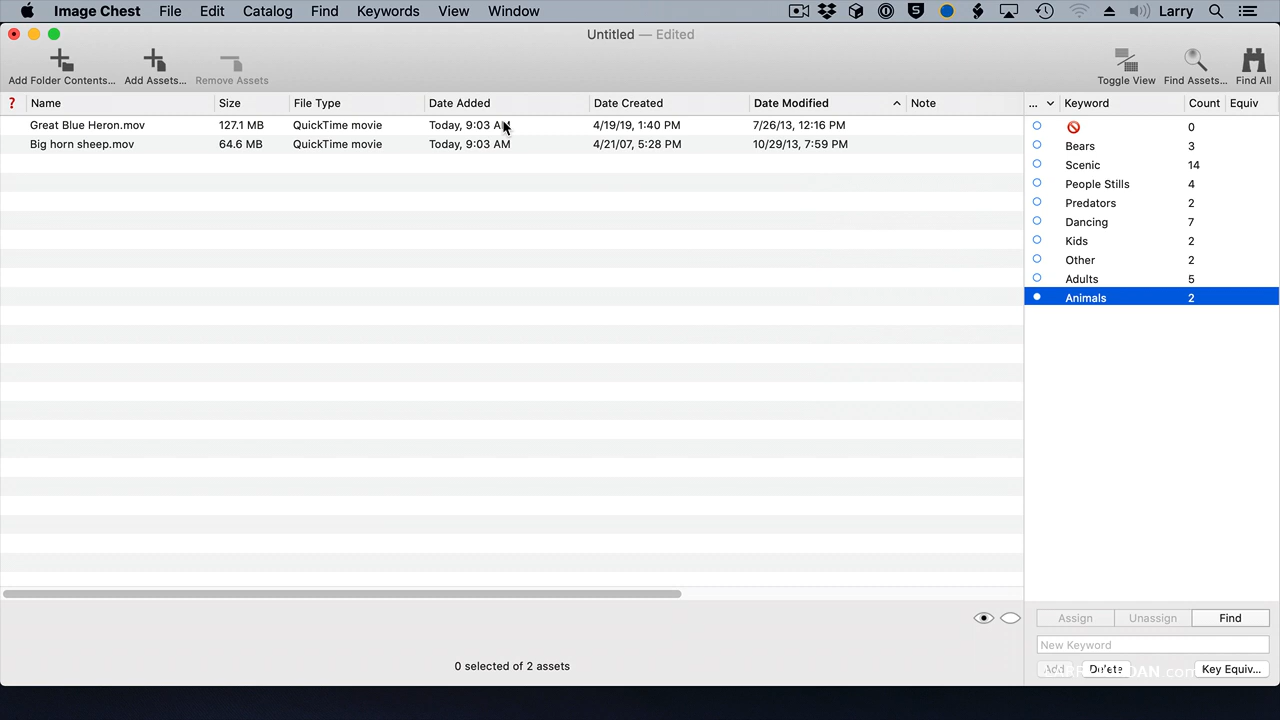 Image Chest File Edit Catalog Find Keywords View Window Larry
Untitled — Edited
Add Folder Contents... Add Assets... Remove Assets Toggle View Find Assets... Find All
? Name Size File Type Date Added Date Created Date Modified Note
Great Blue Heron.mov 127.1 MB QuickTime movie Today, 9:03 AM 4/19/19, 1:40 PM 7/26/13, 12:16 PM
Big horn sheep.mov 64.6 MB QuickTime movie Today, 9:03 AM 4/21/07, 5:28 PM 10/29/13, 7:59 PM
... Keyword Count Equiv
0
Bears 3
Scenic 14
People Stills 4
Predators 2
Dancing 7
Kids 2
Other 2
Adults 5
Animals 2
Assign Unassign Find
New Keyword
Add Delete Key Equiv...
0 selected of 2 assets